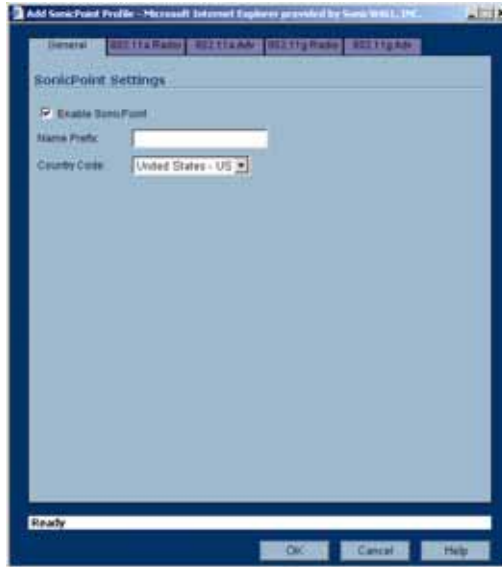 Add SonicPoint Profile - Microsoft Internet Explorer provided by SonicWALL, INC.
General 802.11a Radio 802.11a Adv 802.11g Radio 802.11g Adv
SonicPoint Settings
Enable SonicPoint
Name Prefix:
Country Code: United States - US
Ready
OK Cancel Help